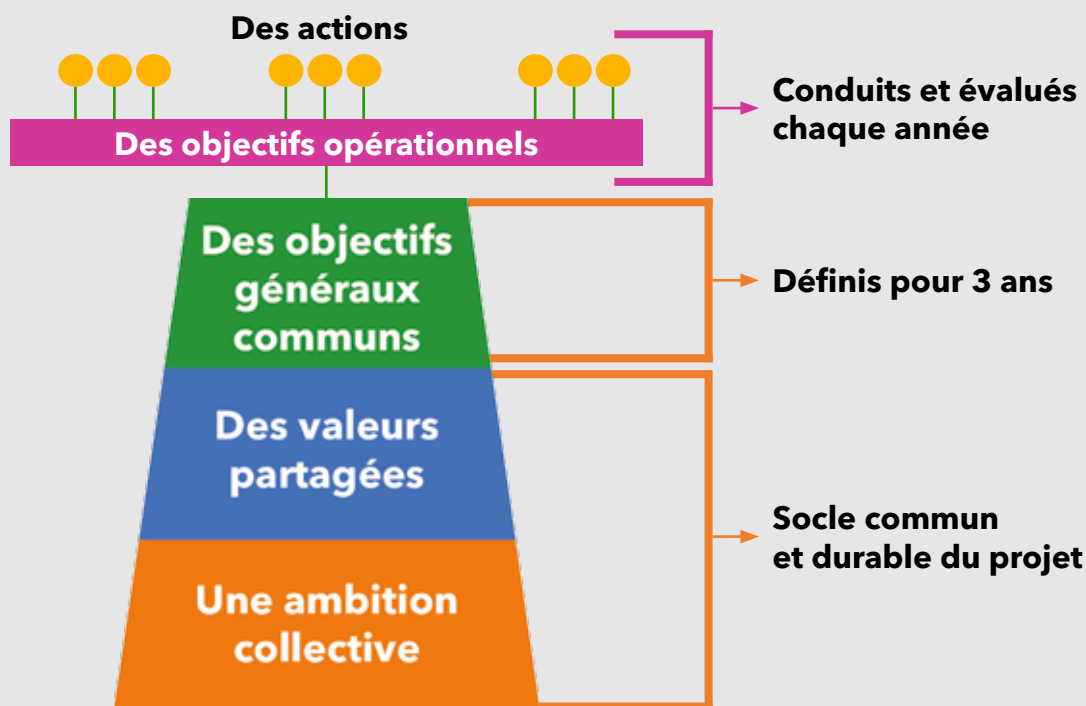 Des actions
Des objectifs opérationnels
Conduits et évalués
chaque année
Des objectifs
généraux
communs
Définis pour 3 ans
Des valeurs
partagées
Une ambition
collective
Socle commun
et durable du projet